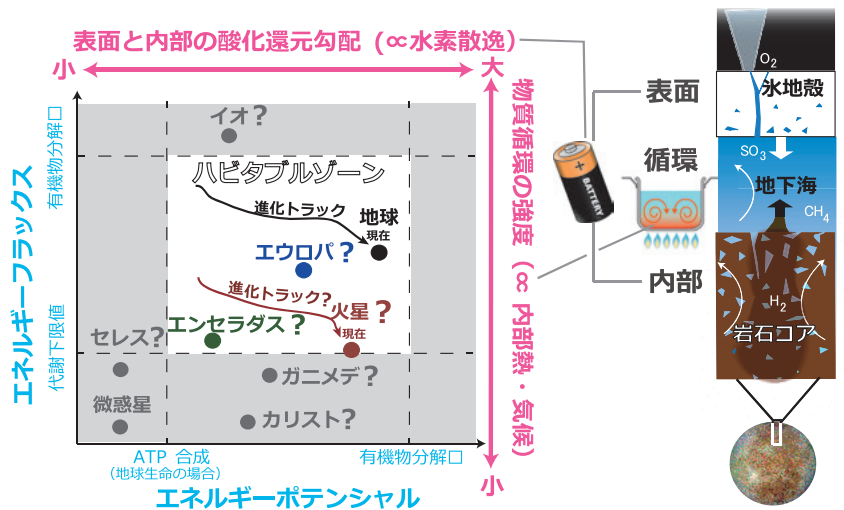 表面と内部の酸化還元勾配 (∝水素散逸)
小
大
イオ?
ハビタブルゾーン
進化トラック
地球
現在
エウロパ?
進化トラック?
火星?
現在
エンセラダス?
セレス?
ガニメデ?
微惑星
カリスト?
有機物分解口
代謝下限値
エネルギーフラックス
ATP 合成
(地球生命の場合)
有機物分解口
エネルギーポテンシャル
物質循環の強度 (∝ 内部熱・気候)
小
表面
循環
内部
+
BATTERY
O2
氷地殻
SO3
地下海
CH4
H2
岩石コア